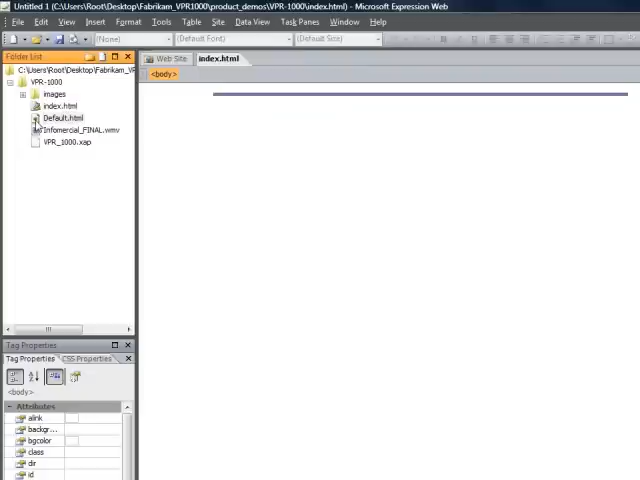 Untitled 1 (C:\Users\Root\Desktop\Fabrikam_VPR1000\product_demos\VPR-1000\index.html) - Microsoft Expression Web
File Edit View Insert Format Tools Table Site Data View Task Panes Window Help
(None) (Default Font) (Default Size)
Folder List
Web Site index.html
C:\Users\Root\Desktop\Fabrikam_VP
<body>
VPR-1000
images
index.html
Default.html
Infomercial_FINAL.wmv
VPR_1000.xap
Tag Properties
Tag Properties CSS Properties
<body>
Attributes
alink
backgr...
bgcolor
class
dir
id